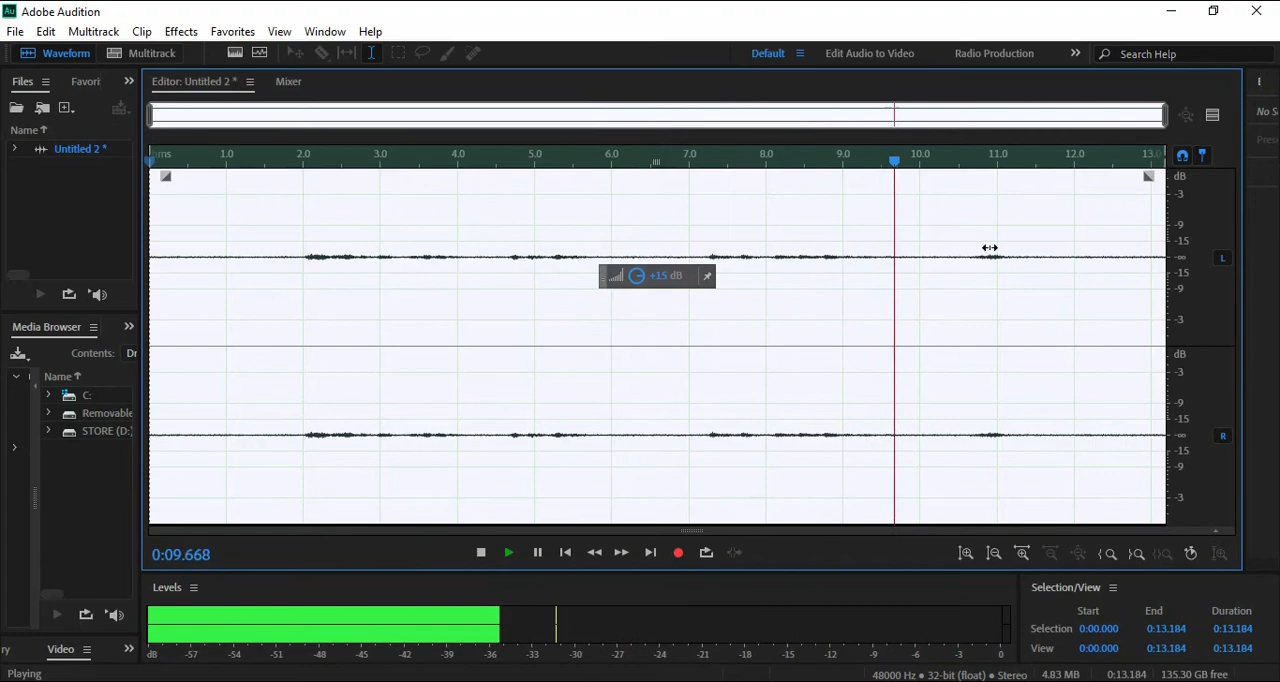 Au Adobe Audition
File Edit Multitrack Clip Effects Favorites View Window Help
Waveform Multitrack Default Edit Audio to Video Radio Production Search Help
Files Favori Editor: Untitled 2 * Mixer
No S
Name
Untitled 2 *
ms 1.0 2.0 3.0 4.0 5.0 6.0 7.0 8.0 9.0 10.0 11.0 12.0 13.0
dB
-3
-9
-15
-∞ L
-15
-9
-3
+15 dB
Media Browser
Contents: Dr
Name
C:
Removable
STORE (D:)
dB
-3
-9
-15
-∞ R
-15
-9
-3
0:09.668
Levels
dB -57 -54 -51 -48 -45 -42 -39 -36 -33 -30 -27 -24 -21 -18 -15 -12 -9 -6 -3 0
Selection/View
Start End Duration
Selection 0:00.000 0:13.184 0:13.184
View 0:00.000 0:13.184 0:13.184
ry Video
Playing 48000 Hz ● 32-bit (float) ● Stereo 4.83 MB 0:13.184 135.30 GB free